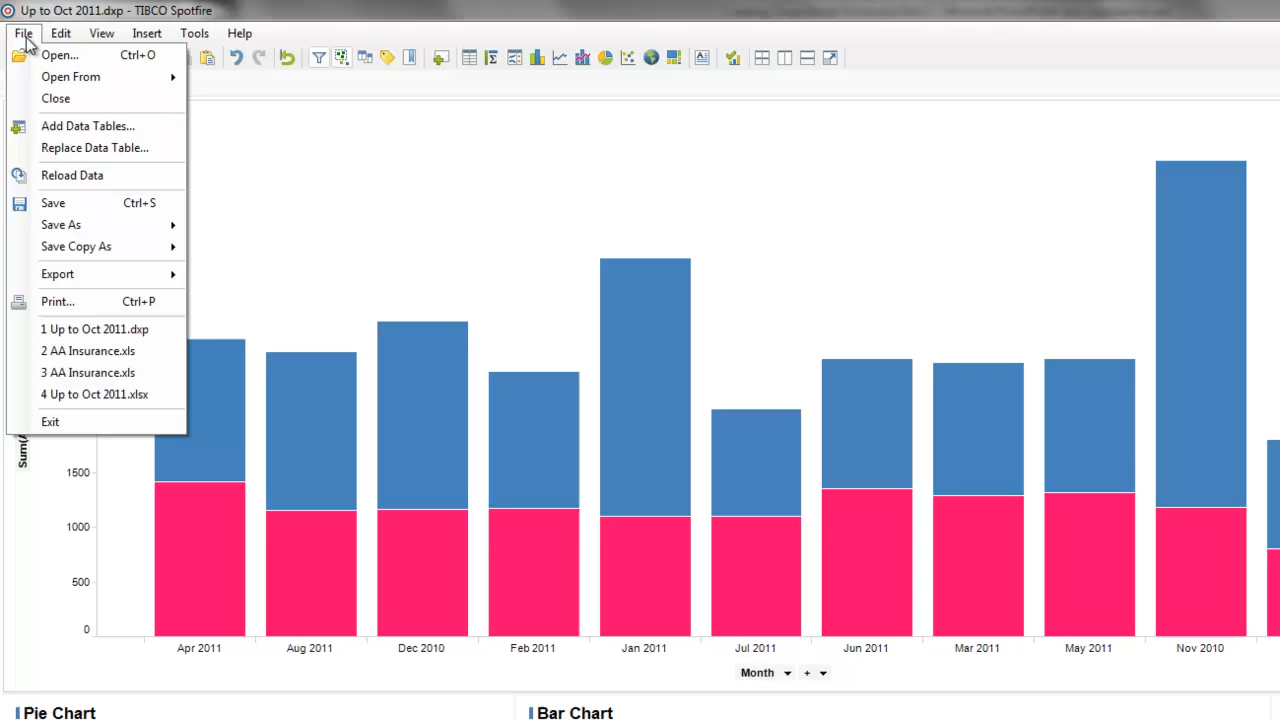 Up to Oct 2011.dxp - TIBCO Spotfire
File Edit View Insert Tools Help
Open... Ctrl+O
Open From
Close
Add Data Tables...
Replace Data Table...
Reload Data
Save Ctrl+S
Save As
Save Copy As
Export
Print... Ctrl+P
1 Up to Oct 2011.dxp
2 AA Insurance.xls
3 AA Insurance.xls
4 Up to Oct 2011.xlsx
Exit
1500
1000
500
0
Apr 2011 Aug 2011 Dec 2010 Feb 2011 Jan 2011 Jul 2011 Jun 2011 Mar 2011 May 2011 Nov 2010
Month +
Pie Chart Bar Chart